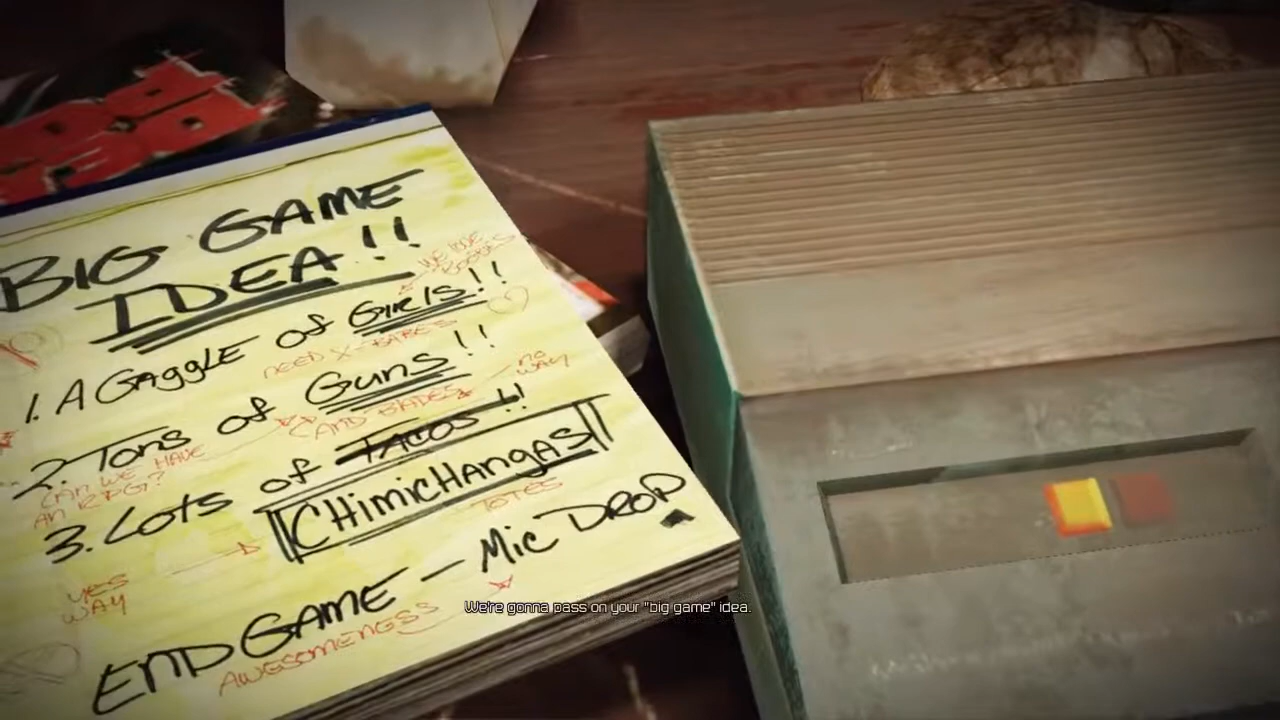 BIG GAME
IDEA!!
WE LOVE
BOOBIES
1. A GAggLE of GIrLS!!
NEED X-BABES
2. Tons of Guns!!
(AND BLADES)
no
WAY
CAN WE HAVE
AN RPG?
3. Lots of TACOS!!
CHimicHangAS
TOTES
YES
WAY
END GAME - Mic DROP
AWSOMENESS
We're gonna pass on your "big game" idea.